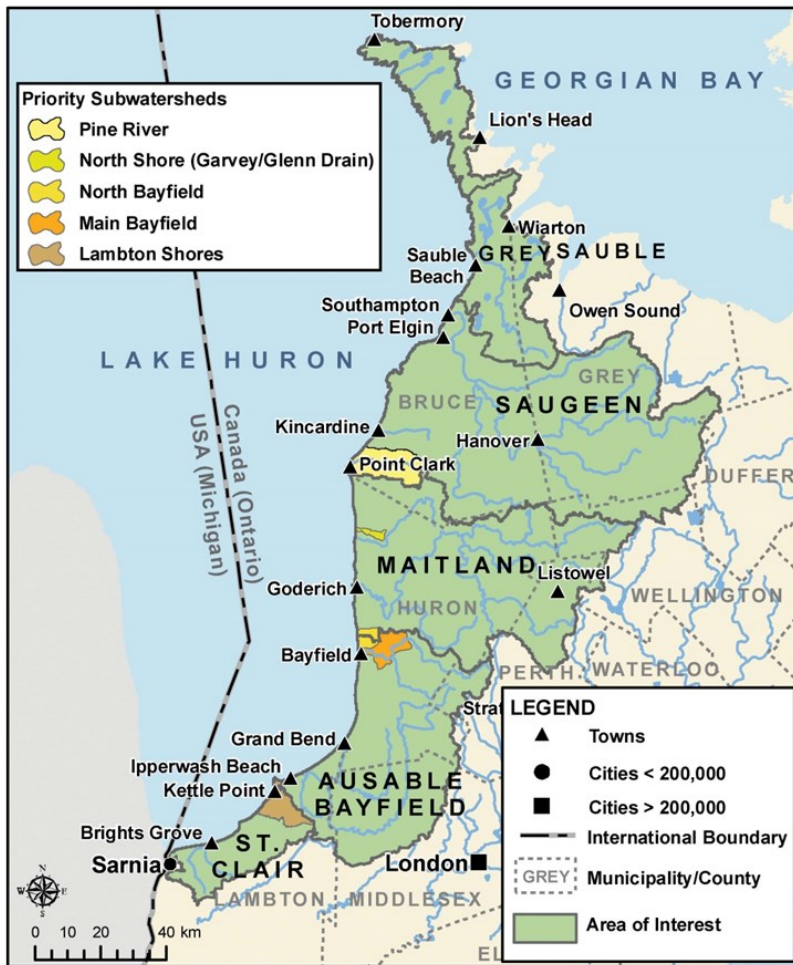 Tobermory
GEORGIAN BAY
Priority Subwatersheds
Pine River
North Shore (Garvey/Glenn Drain)
North Bayfield
Main Bayfield
Lambton Shores
Lion's Head
Wiarton
GREY SAUBLE
Sauble
Beach
Owen Sound
Southampton
Port Elgin
LAKE HURON
GREY
BRUCE
SAUGEEN
Kincardine
Hanover
Point Clark
DUFFER
Canada (Ontario)
USA (Michigan)
MAITLAND
Goderich
Listowel
HURON
WELLINGTON
Bayfield
PERTH
WATERLOO
Strat
Grand Bend
Ipperwash Beach
Kettle Point
AUSABLE
BAYFIELD
Brights Grove
ST.
CLAIR
Sarnia
London
LAMBTON
MIDDLESEX
EL
N
W E
S
0 10 20 40 km
LEGEND
Towns
Cities < 200,000
Cities > 200,000
International Boundary
GREY Municipality/County
Area of Interest